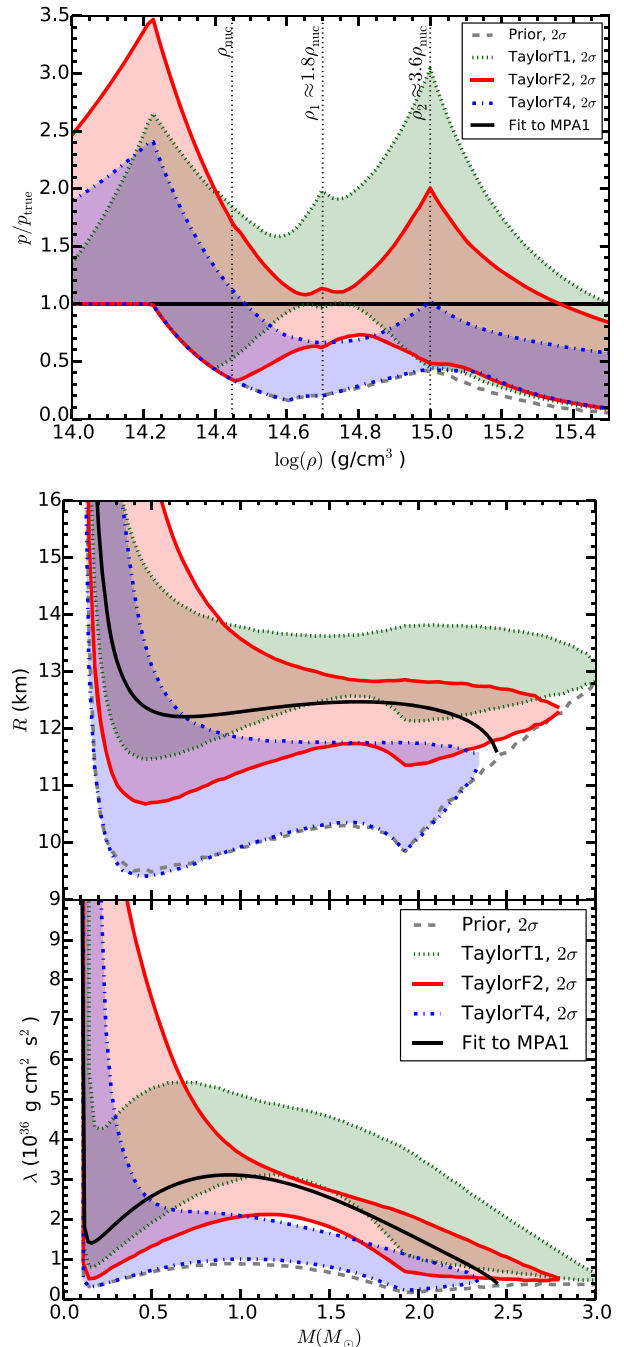 3.5
3.0
2.5
2.0
1.5
1.0
0.5
0.0
p/p_true
ρ_nuc
ρ₁ ≈ 1.8ρ_nuc
ρ₂ ≈ 3.6ρ_nuc
Prior, 2σ
TaylorT1, 2σ
TaylorF2, 2σ
TaylorT4, 2σ
Fit to MPA1
14.0 14.2 14.4 14.6 14.8 15.0 15.2 15.4
log(ρ) (g/cm³ )
16
15
14
13
12
11
10
9
R (km)
9
8
7
6
5
4
3
2
1
0
λ (10³⁶ g cm² s²)
Prior, 2σ
TaylorT1, 2σ
TaylorF2, 2σ
TaylorT4, 2σ
Fit to MPA1
0.0 0.5 1.0 1.5 2.0 2.5 3.0
M(M_⊙)